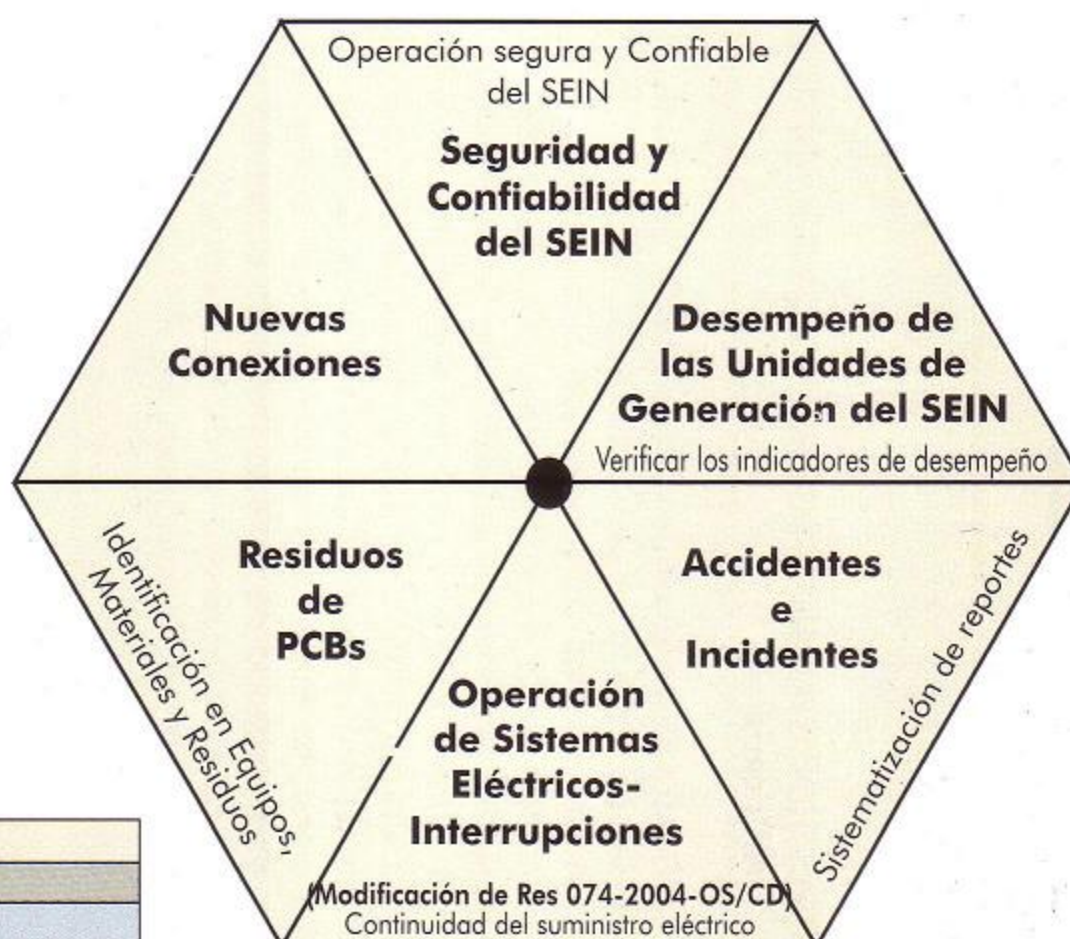 Operación segura y Confiable
del SEIN
Seguridad y
Confiabilidad
del SEIN
Nuevas
Conexiones
Desempeño de
las Unidades de
Generación del SEIN
Verificar los indicadores de desempeño
Identificación en Equipos,
Materiales y Residuos
Residuos
de
PCBs
Accidentes
e
Incidentes
Sistematización de reportes
Operación
de Sistemas
Eléctricos-
Interrupciones
(Modificación de Res 074-2004-OS/CD)
Continuidad del suministro eléctrico